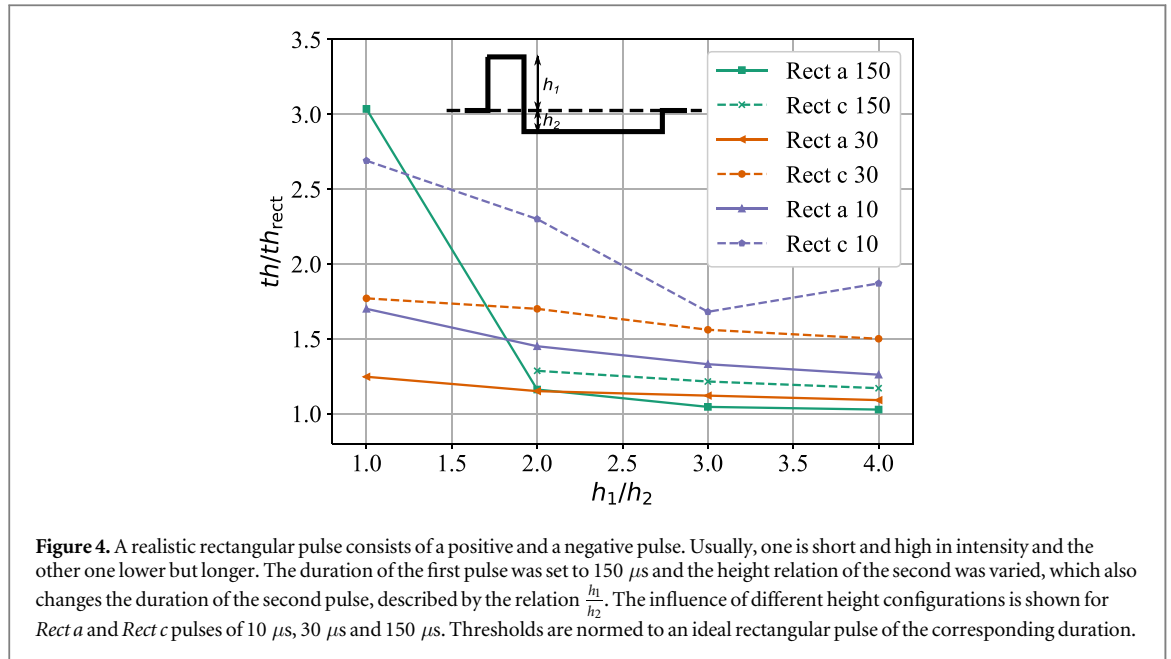 3.5
3.0
2.5
2.0
1.5
1.0
th/th_rect
h_1
h_2
Rect a 150
Rect c 150
Rect a 30
Rect c 30
Rect a 10
Rect c 10
1.0 1.5 2.0 2.5 3.0 3.5 4.0
h_1/h_2
Figure 4. A realistic rectangular pulse consists of a positive and a negative pulse. Usually, one is short and high in intensity and the
other one lower but longer. The duration of the first pulse was set to 150 μs and the height relation of the second was varied, which also
changes the duration of the second pulse, described by the relation h_1/h_2. The influence of different height configurations is shown for
Rect a and Rect c pulses of 10 μs, 30 μs and 150 μs. Thresholds are normed to an ideal rectangular pulse of the corresponding duration.